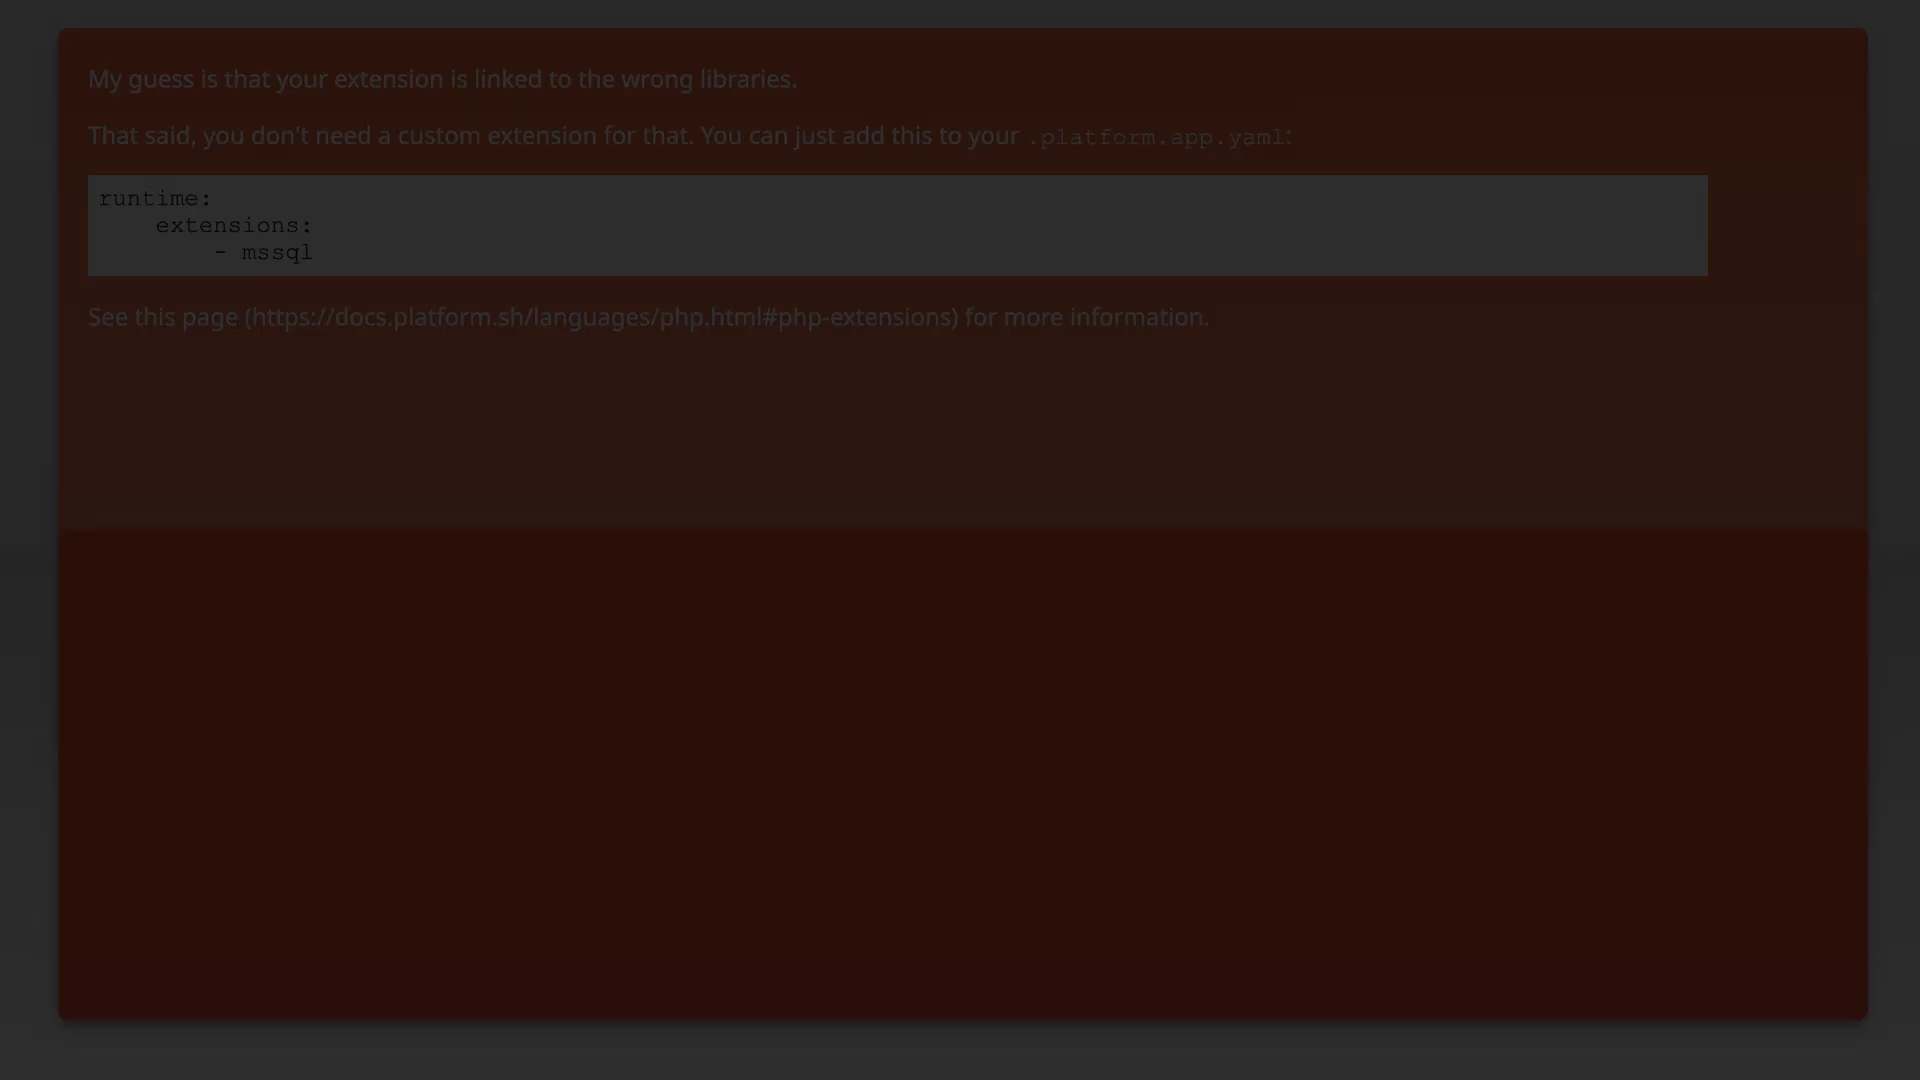 My guess is that your extension is linked to the wrong libraries.
That said, you don't need a custom extension for that. You can just add this to your .platform.app.yaml:
runtime:
    extensions:
        - mssql
See this page (https://docs.platform.sh/languages/php.html#php-extensions) for more information.